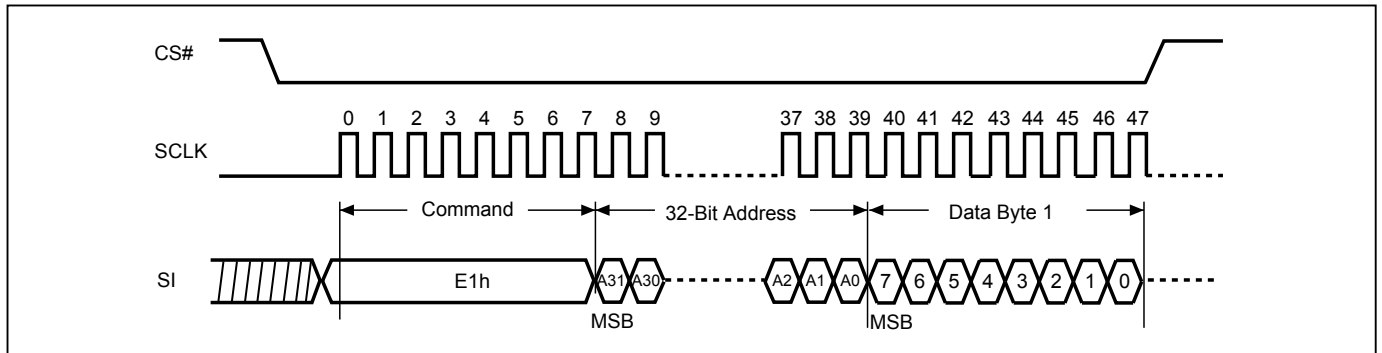 CS#
0 1 2 3 4 5 6 7 8 9 37 38 39 40 41 42 43 44 45 46 47
SCLK
Command 32-Bit Address Data Byte 1
SI E1h A31 A30 A2 A1 A0 7 6 5 4 3 2 1 0
MSB MSB